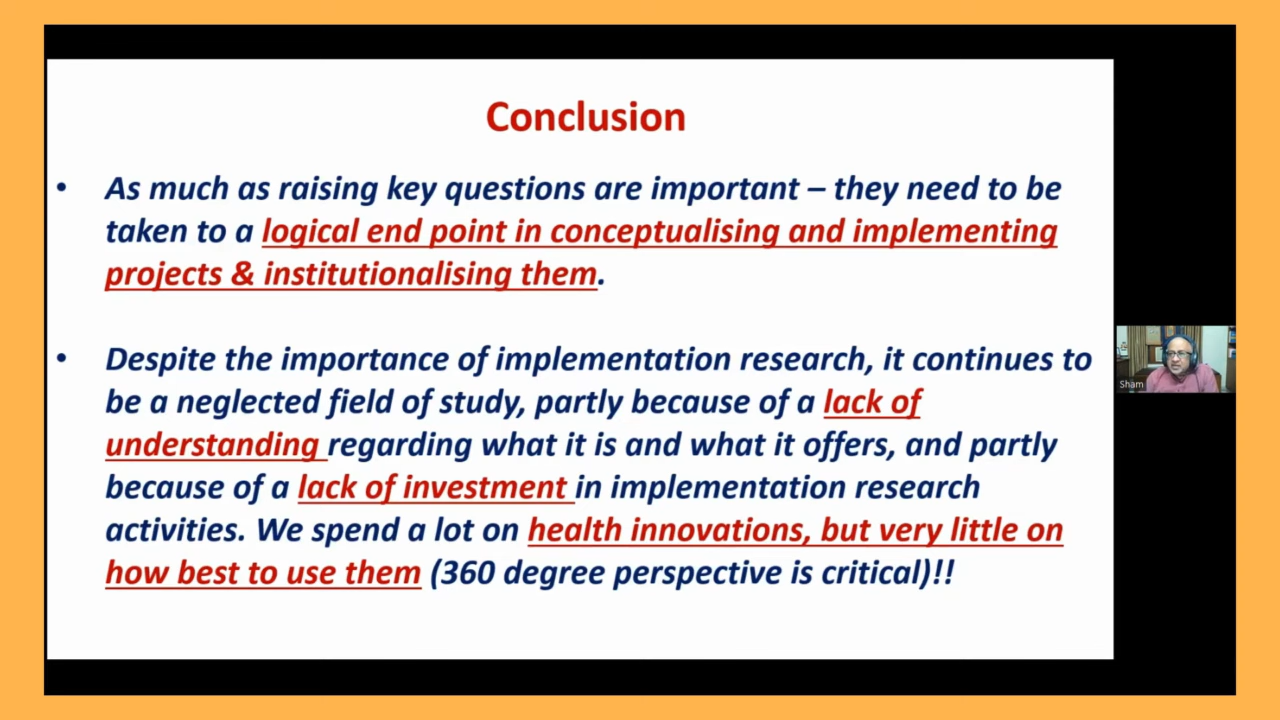 Conclusion
• As much as raising key questions are important – they need to be
taken to a logical end point in conceptualising and implementing
projects & institutionalising them.
• Despite the importance of implementation research, it continues to
be a neglected field of study, partly because of a lack of
understanding regarding what it is and what it offers, and partly
because of a lack of investment in implementation research
activities. We spend a lot on health innovations, but very little on
how best to use them (360 degree perspective is critical)!!
Sham